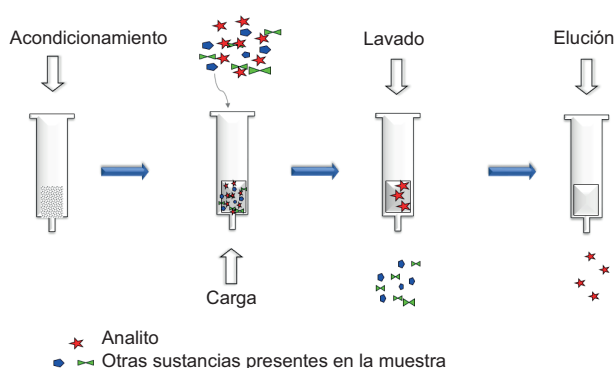 Acondicionamiento
Lavado
Elución
Carga
Analito
Otras sustancias presentes en la muestra